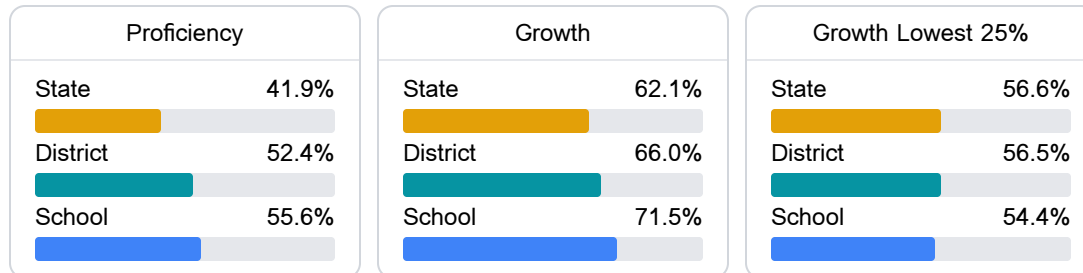 Proficiency
State 41.9%
District 52.4%
School 55.6%
Growth
State 62.1%
District 66.0%
School 71.5%
Growth Lowest 25%
State 56.6%
District 56.5%
School 54.4%